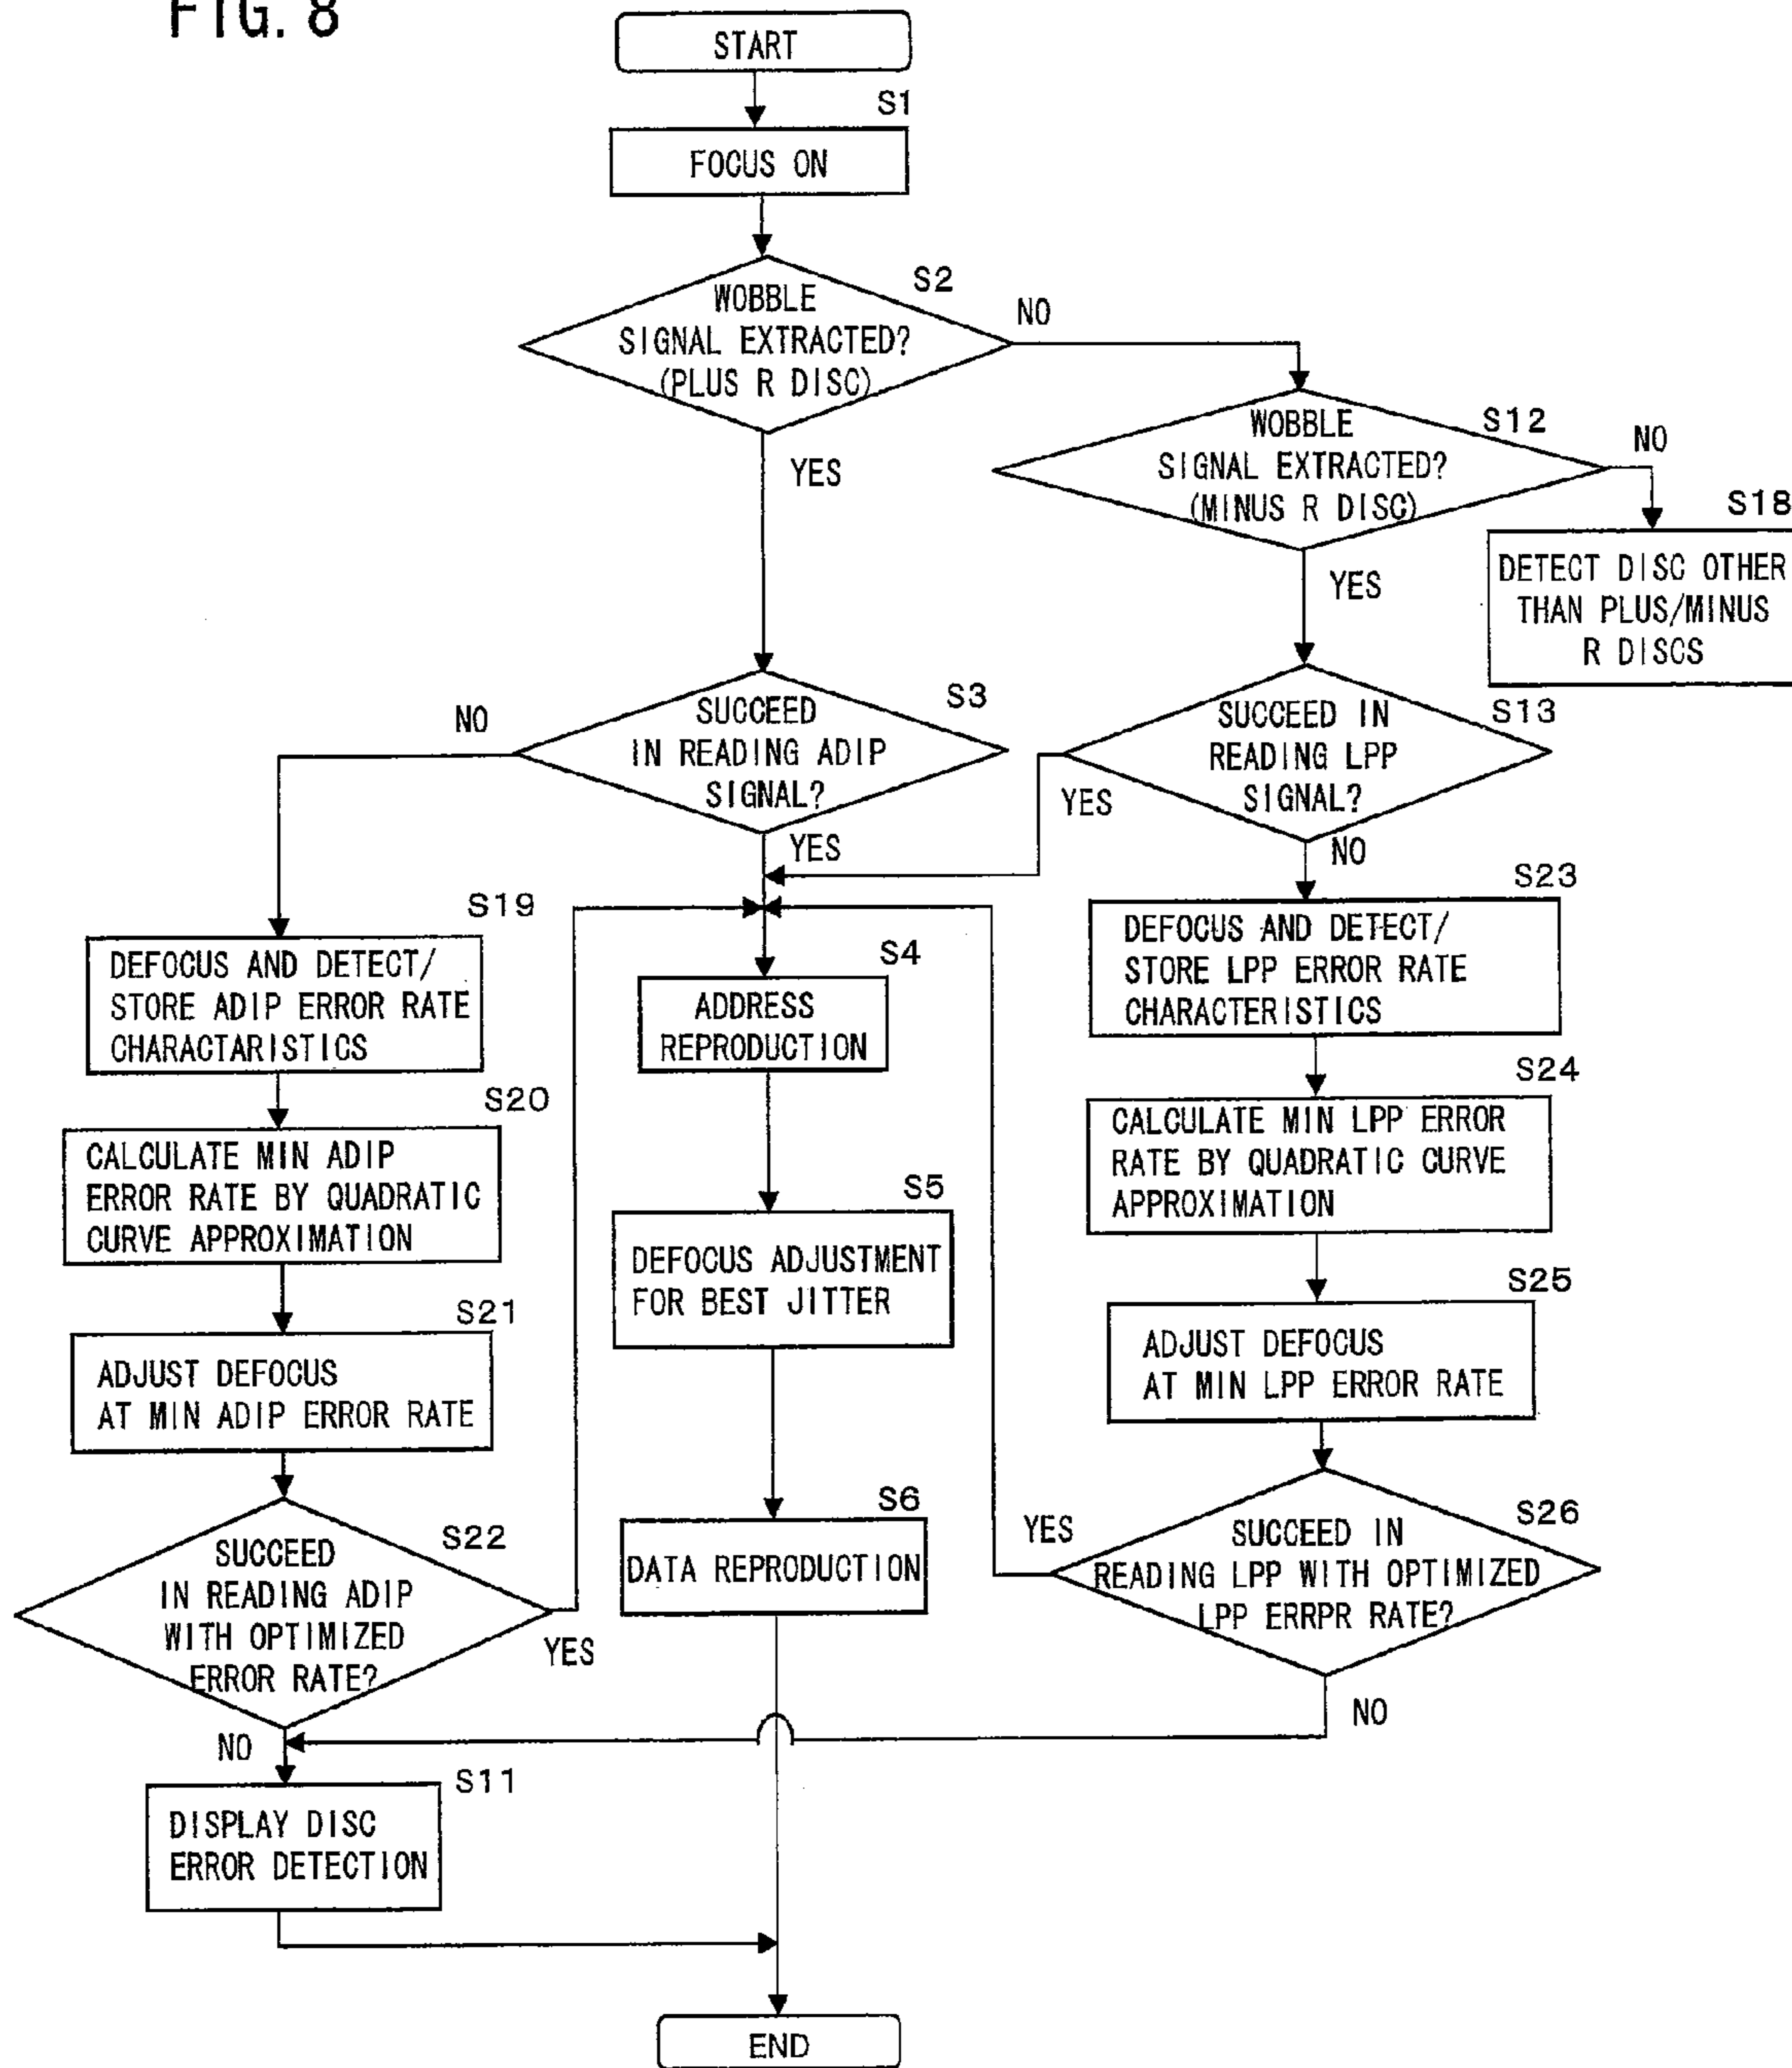 FIG. 8
START
S1
FOCUS ON
S2
WOBBLE
SIGNAL EXTRACTED?
(PLUS R DISC)
NO
YES
S12
WOBBLE
SIGNAL EXTRACTED?
(MINUS R DISC)
NO
YES
S18
DETECT DISC OTHER
THAN PLUS/MINUS
R DISCS
S3
SUCCEED
IN READING ADIP
SIGNAL?
NO
YES
S13
SUCCEED IN
READING LPP
SIGNAL?
YES
NO
S19
DEFOCUS AND DETECT/
STORE ADIP ERROR RATE
CHARACTARISTICS
S4
ADDRESS
REPRODUCTION
S23
DEFOCUS AND DETECT/
STORE LPP ERROR RATE
CHARACTERISTICS
S20
CALCULATE MIN ADIP
ERROR RATE BY QUADRATIC
CURVE APPROXIMATION
S5
DEFOCUS ADJUSTMENT
FOR BEST JITTER
S24
CALCULATE MIN LPP ERROR
RATE BY QUADRATIC CURVE
APPROXIMATION
S21
ADJUST DEFOCUS
AT MIN ADIP ERROR RATE
S25
ADJUST DEFOCUS
AT MIN LPP ERROR RATE
S22
SUCCEED
IN READING ADIP
WITH OPTIMIZED
ERROR RATE?
YES
NO
S6
DATA REPRODUCTION
S26
SUCCEED IN
READING LPP WITH OPTIMIZED
LPP ERRPR RATE?
YES
NO
S11
DISPLAY DISC
ERROR DETECTION
END